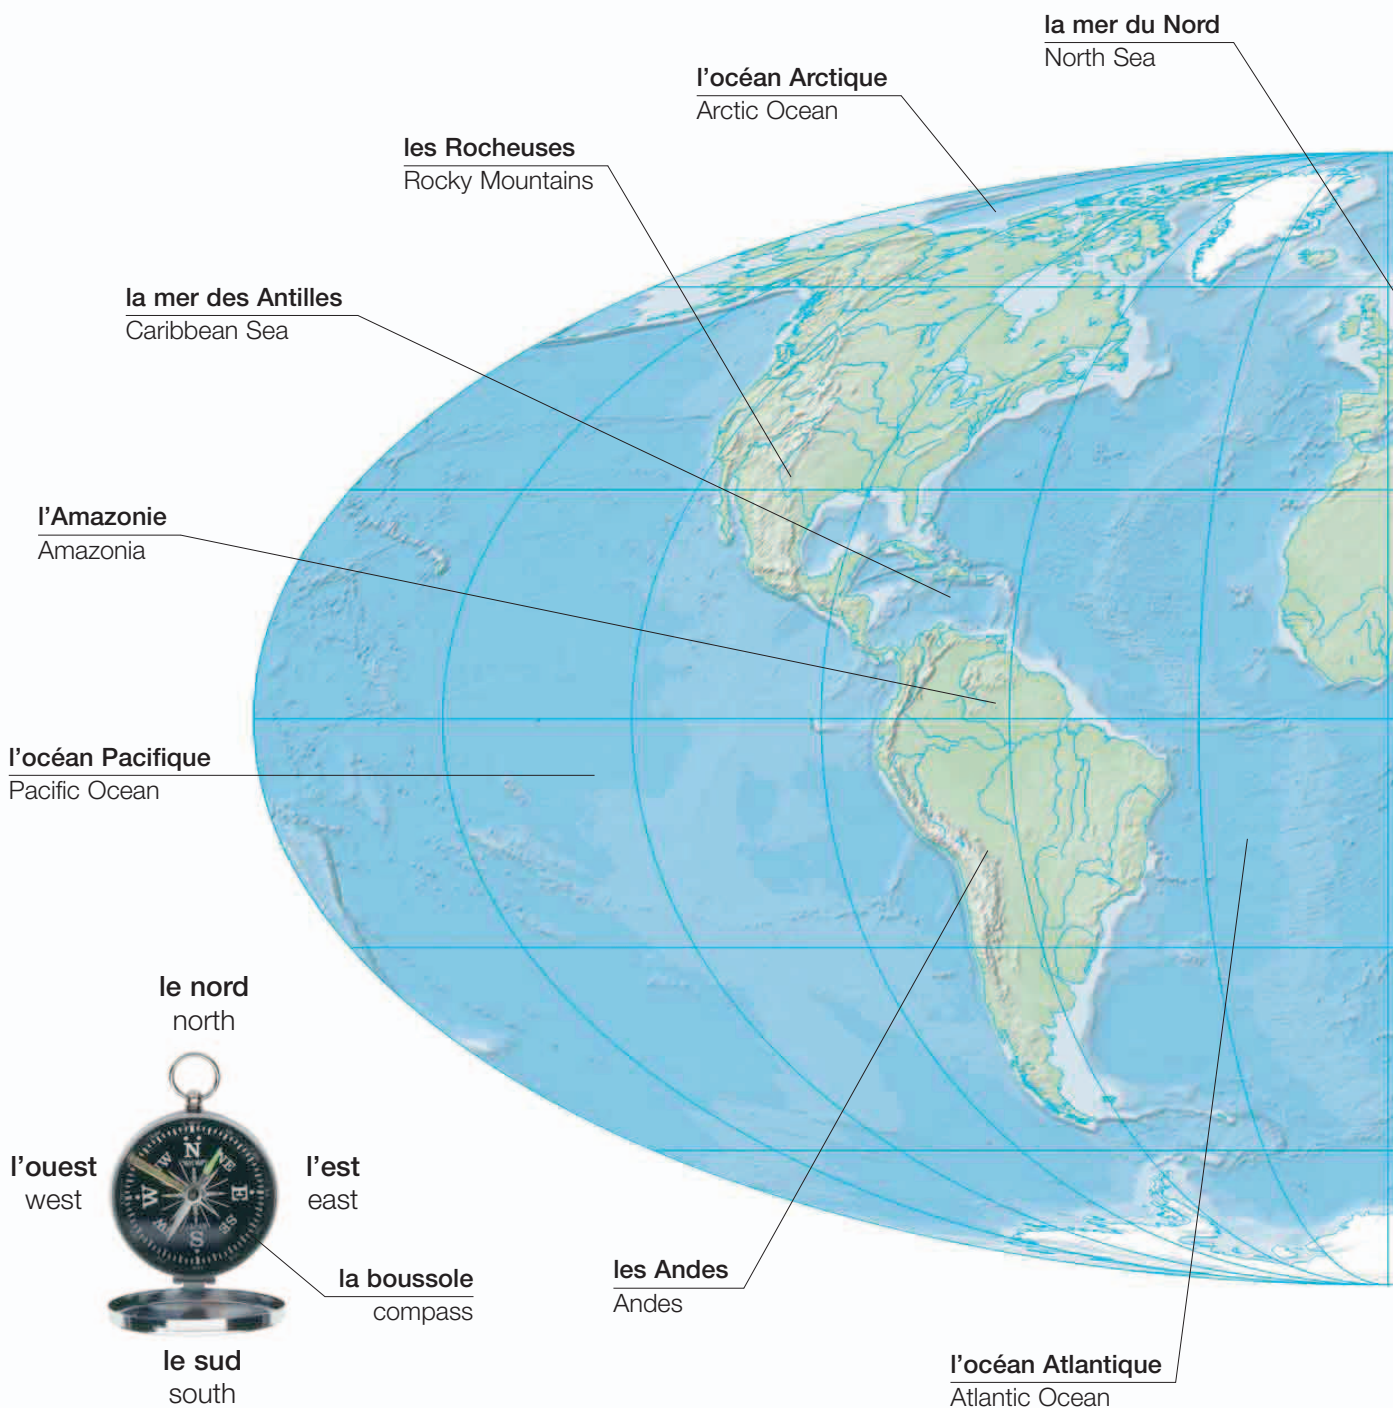 la mer du Nord
North Sea
l'océan Arctique
Arctic Ocean
les Rocheuses
Rocky Mountains
la mer des Antilles
Caribbean Sea
l'Amazonie
Amazonia
l'océan Pacifique
Pacific Ocean
le nord
north
N
W E
W E
l'ouest
west
l'est
east
W SE
S
la boussole
compass
le sud
south
les Andes
Andes
l'océan Atlantique
Atlantic Ocean